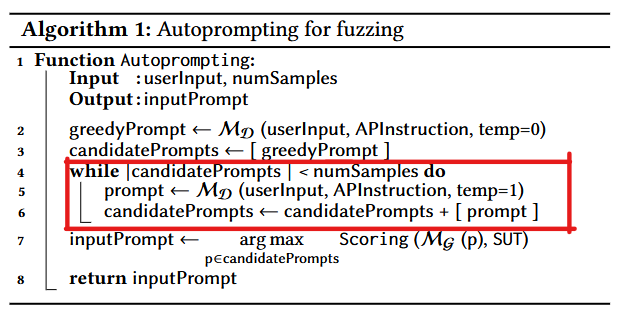 Algorithm 1: Autoprompting for fuzzing
1 Function Autoprompting:
Input : userInput, numSamples
Output: inputPrompt
2 greedyPrompt ← 𝓜𝓓 (userInput, APInstruction, temp=0)
3 candidatePrompts ← [ greedyPrompt ]
4 while |candidatePrompts | < numSamples do
5 prompt ← 𝓜𝓓 (userInput, APInstruction, temp=1)
6 candidatePrompts ← candidatePrompts + [ prompt ]
7 inputPrompt ← arg max Scoring (𝓜𝓖 (p), SUT)
p∈candidatePrompts
8 return inputPrompt